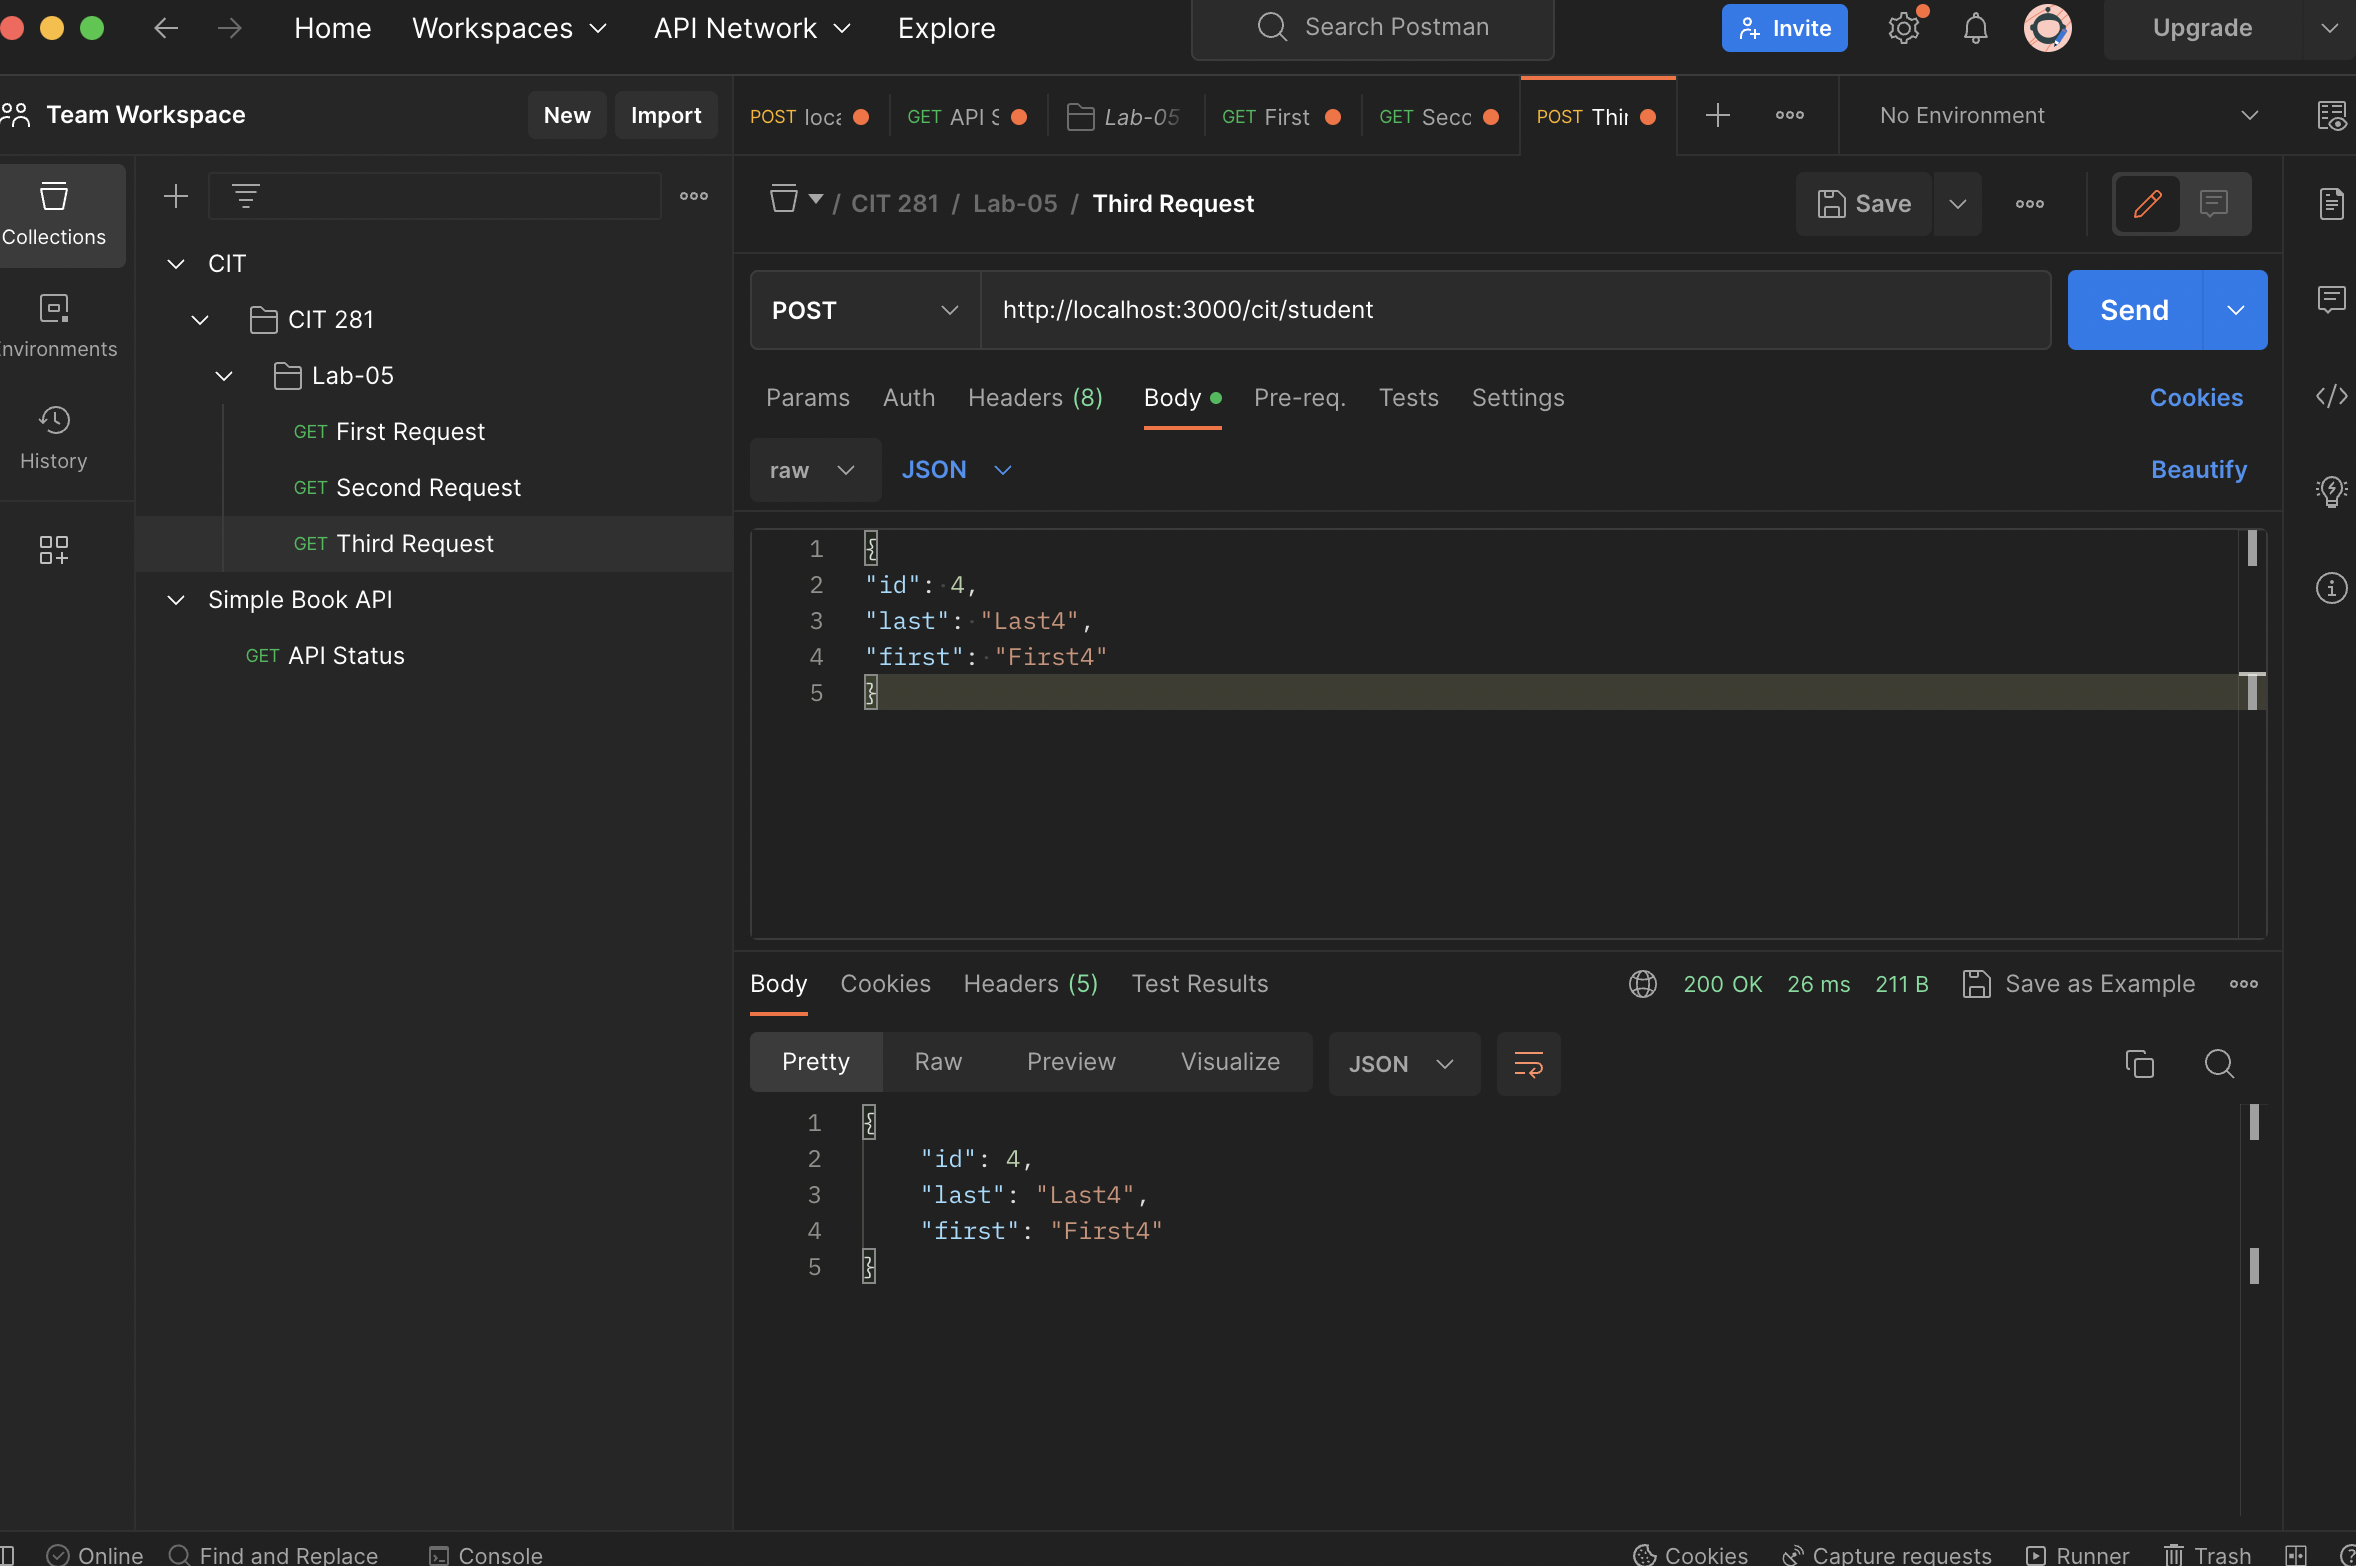 Home Workspaces API Network Explore Search Postman Invite Upgrade
Team Workspace New Import
POST loca GET API S Lab-05 GET First GET Secc POST Thir No Environment
Collections
Environments
History
CIT
CIT 281
Lab-05
GET First Request
GET Second Request
GET Third Request
Simple Book API
GET API Status
/ CIT 281 / Lab-05 / Third Request Save
POST http://localhost:3000/cit/student Send
Params Auth Headers (8) Body Pre-req. Tests Settings Cookies
raw JSON Beautify
1 {
2 "id": 4,
3 "last": "Last4",
4 "first": "First4"
5 }
Body Cookies Headers (5) Test Results 200 OK 26 ms 211 B Save as Example
Pretty Raw Preview Visualize JSON
1 {
2 "id": 4,
3 "last": "Last4",
4 "first": "First4"
5 }
Online Find and Replace Console Cookies Capture requests Runner Trash